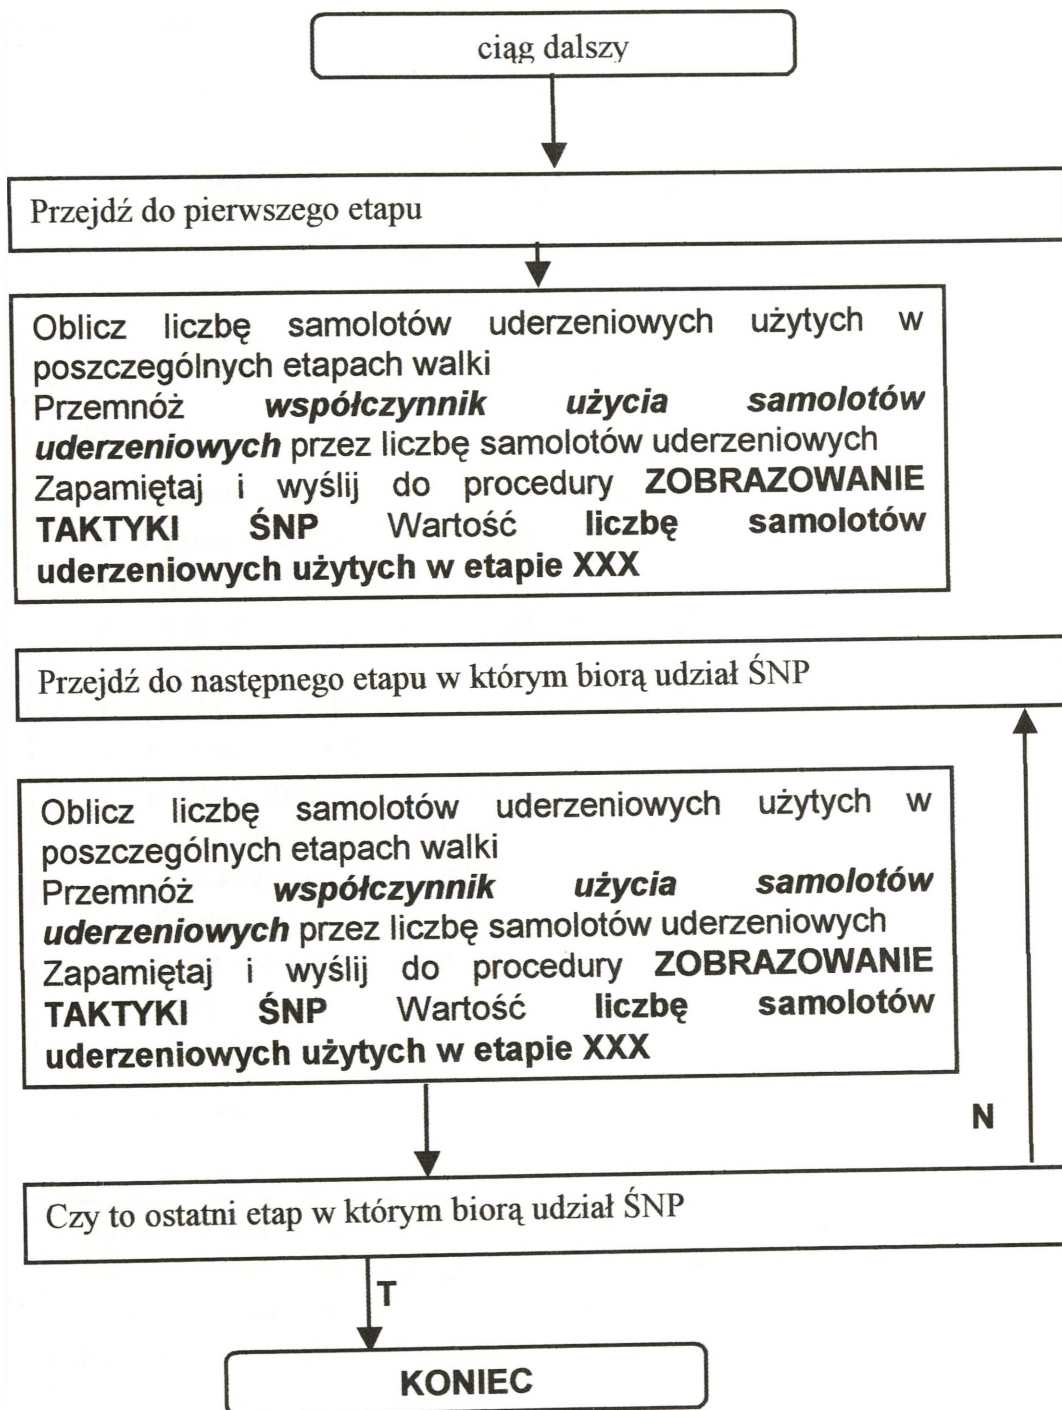 ciąg dalszy
Przejdź do pierwszego etapu
Oblicz liczbę samolotów uderzeniowych użytych w
poszczególnych etapach walki
Przemnóż współczynnik użycia samolotów
uderzeniowych przez liczbę samolotów uderzeniowych
Zapamiętaj i wyślij do procedury ZOBRAZOWANIE
TAKTYKI ŚNP Wartość liczbę samolotów
uderzeniowych użytych w etapie XXX
Przejdź do następnego etapu w którym biorą udział ŚNP
Oblicz liczbę samolotów uderzeniowych użytych w
poszczególnych etapach walki
Przemnóż współczynnik użycia samolotów
uderzeniowych przez liczbę samolotów uderzeniowych
Zapamiętaj i wyślij do procedury ZOBRAZOWANIE
TAKTYKI ŚNP Wartość liczbę samolotów
uderzeniowych użytych w etapie XXX
N
Czy to ostatni etap w którym biorą udział ŚNP
T
KONIEC